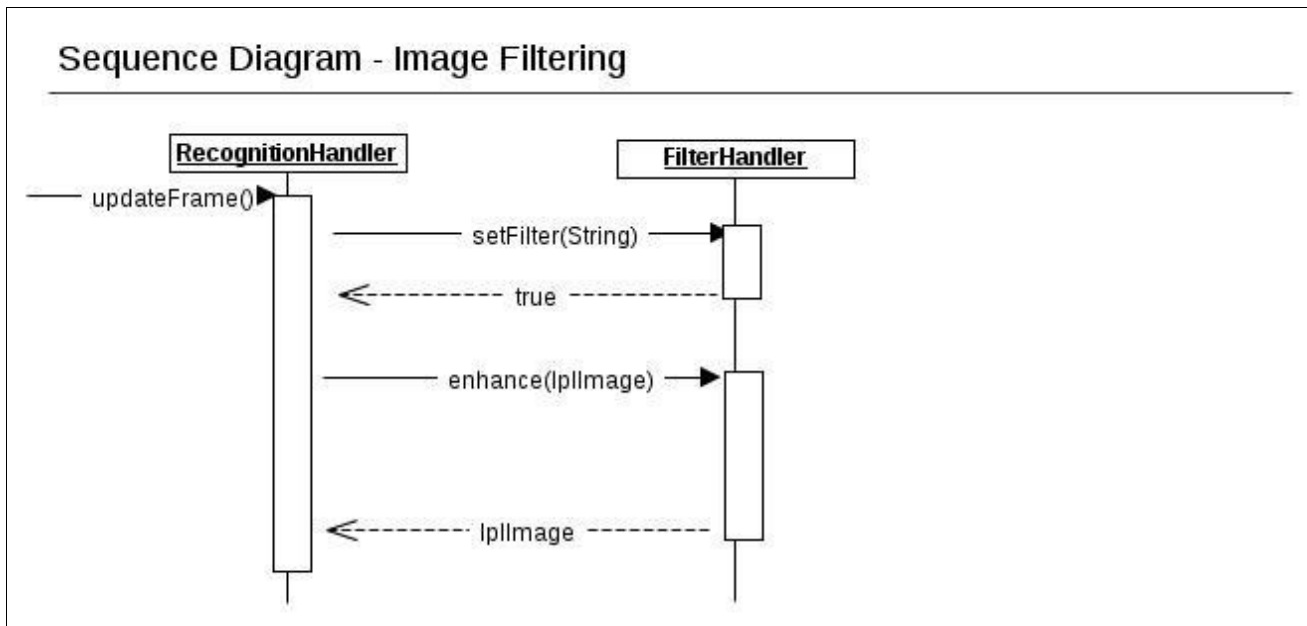 Sequence Diagram - Image Filtering
RecognitionHandler
FilterHandler
updateFrame()
setFilter(String)
true
enhance(IplImage)
IplImage